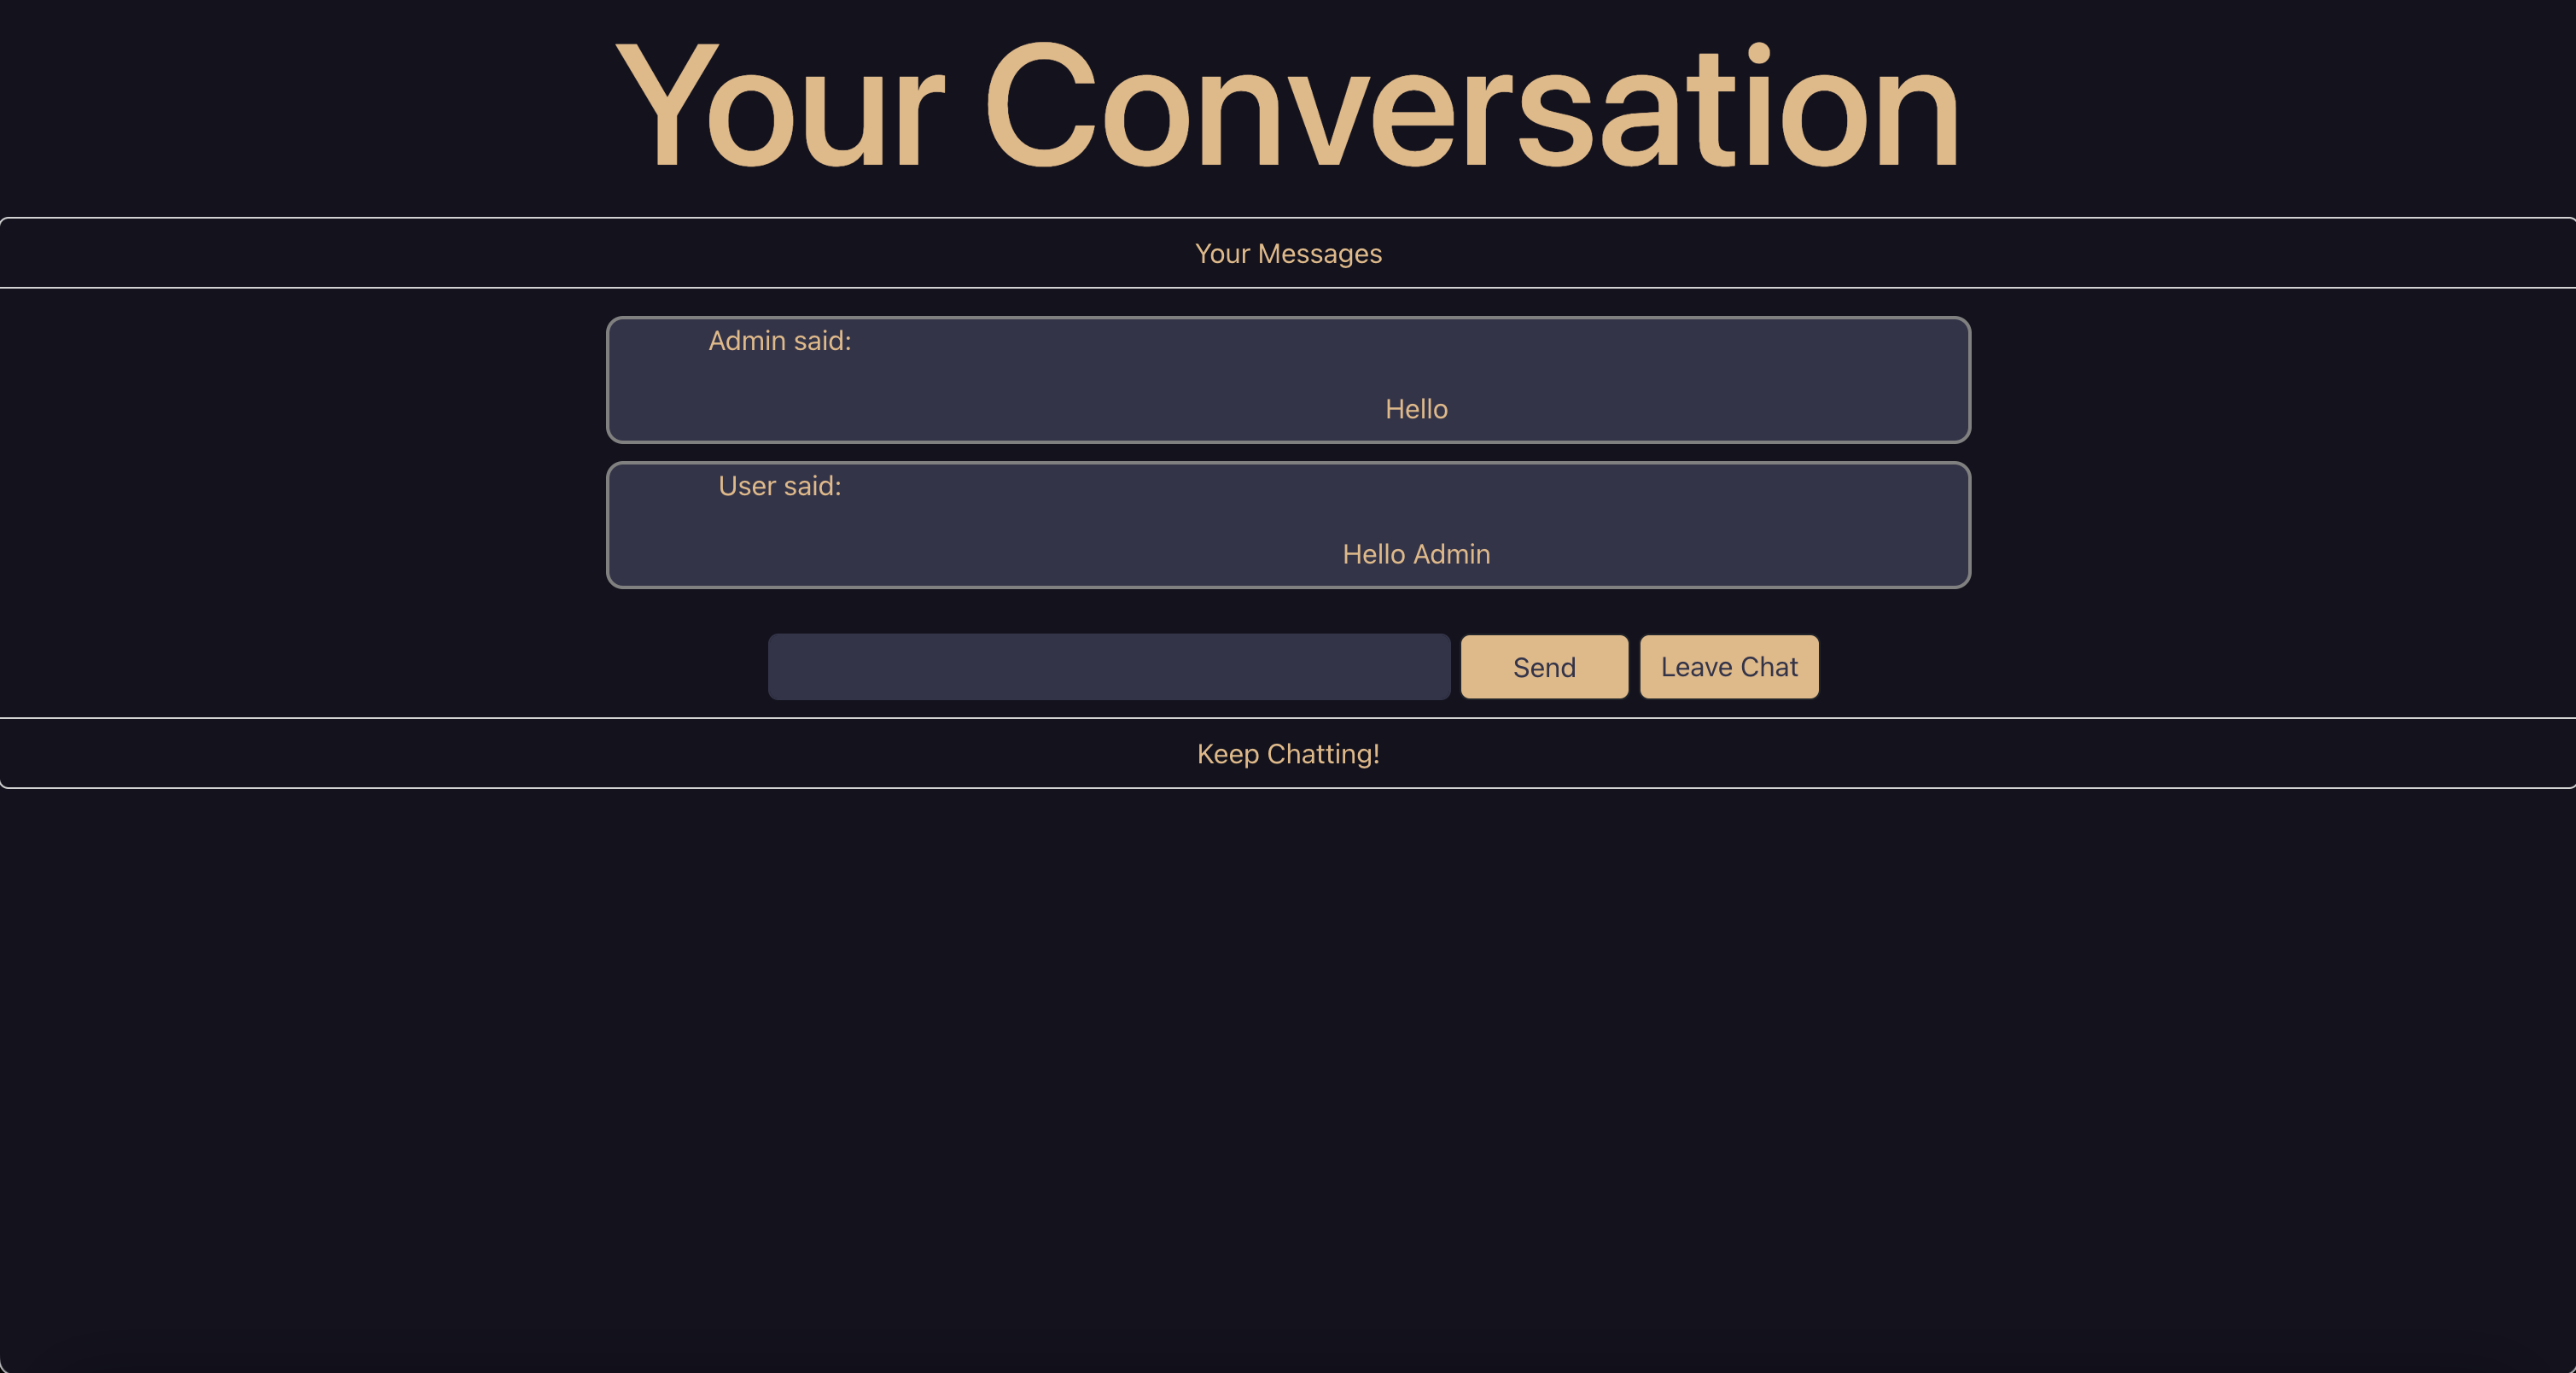 Your Conversation
Your Messages
Admin said:
Hello
User said:
Hello Admin
Send
Leave Chat
Keep Chatting!